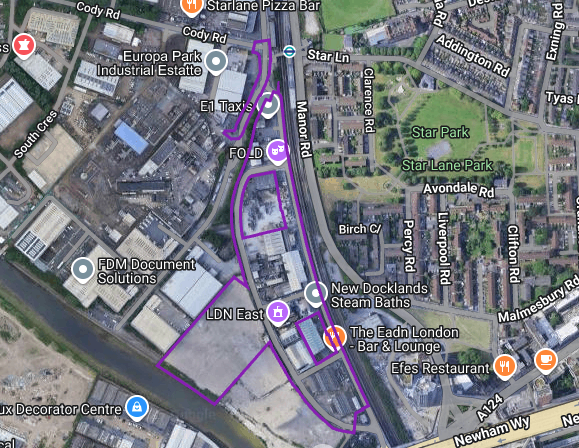 Cody Rd
Starlane Pizza Bar
Cody Rd
Star Ln
Europa Park
Industrial Estatte
South Cres
E1 Taxis
FOLD
Manor Rd
Clarence Rd
Addington Rd
Exning Rd
Tyas
Star Park
Star Lane Park
Avondale Rd
Birch C/
Percy Rd
Liverpool Rd
Clifton Rd
FDM Document
Solutions
New Docklands
Steam Baths
LDN East
Malmesbury Rd
The Eadn London
- Bar & Lounge
Efes Restaurant
ux Decorator Centre
A124
Newham Wy